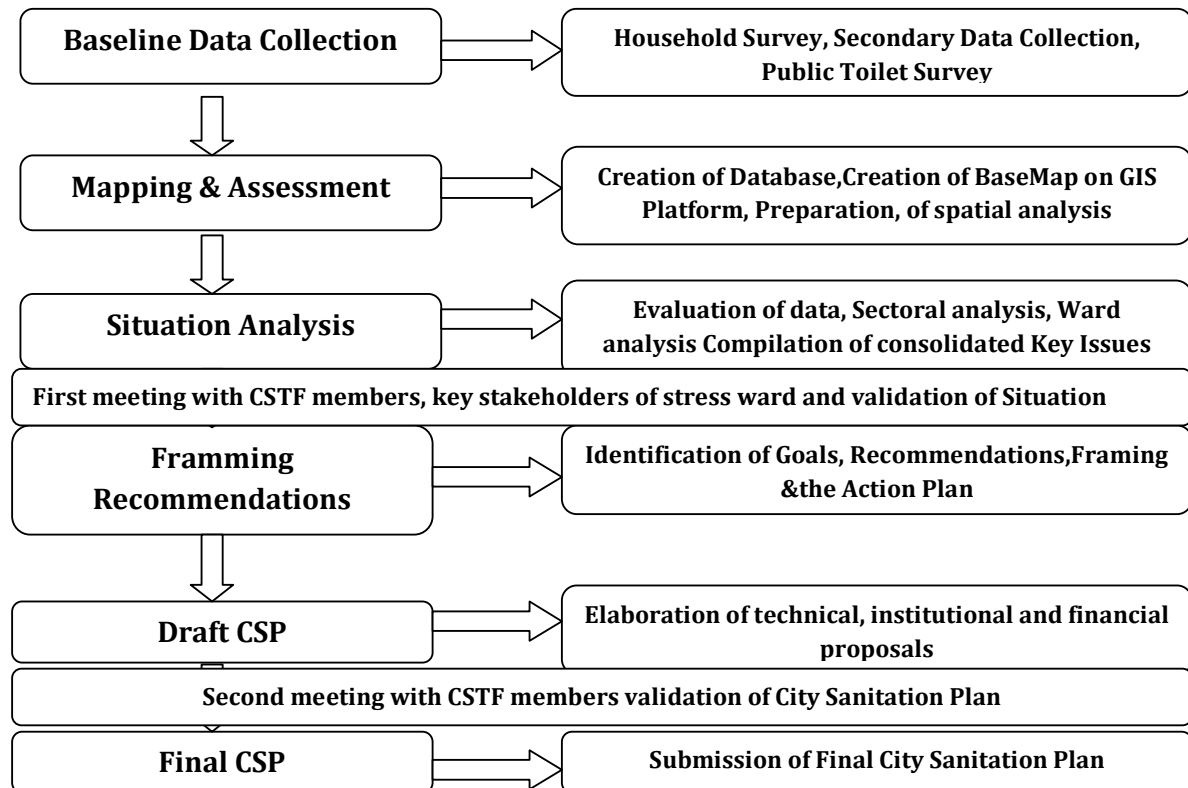 Baseline Data Collection
Household Survey, Secondary Data Collection,
Public Toilet Survey
Mapping & Assessment
Creation of Database,Creation of BaseMap on GIS
Platform, Preparation, of spatial analysis
Situation Analysis
Evaluation of data, Sectoral analysis, Ward
analysis Compilation of consolidated Key Issues
First meeting with CSTF members, key stakeholders of stress ward and validation of Situation
Framming
Recommendations
Identification of Goals, Recommendations,Framing
&the Action Plan
Draft CSP
Elaboration of technical, institutional and financial
proposals
Second meeting with CSTF members validation of City Sanitation Plan
Final CSP
Submission of Final City Sanitation Plan